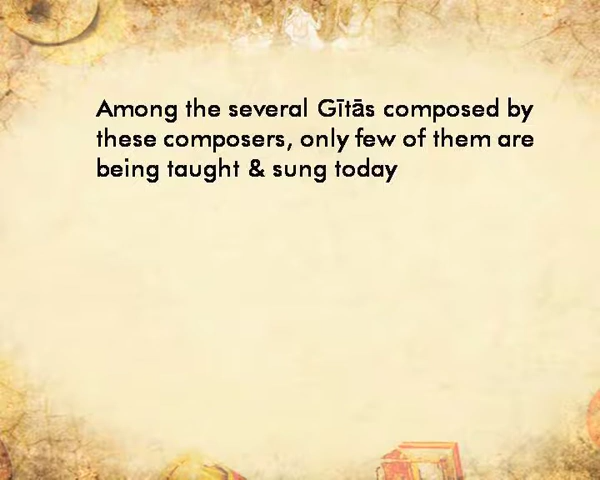 Among the several Gītās composed by
these composers, only few of them are
being taught & sung today